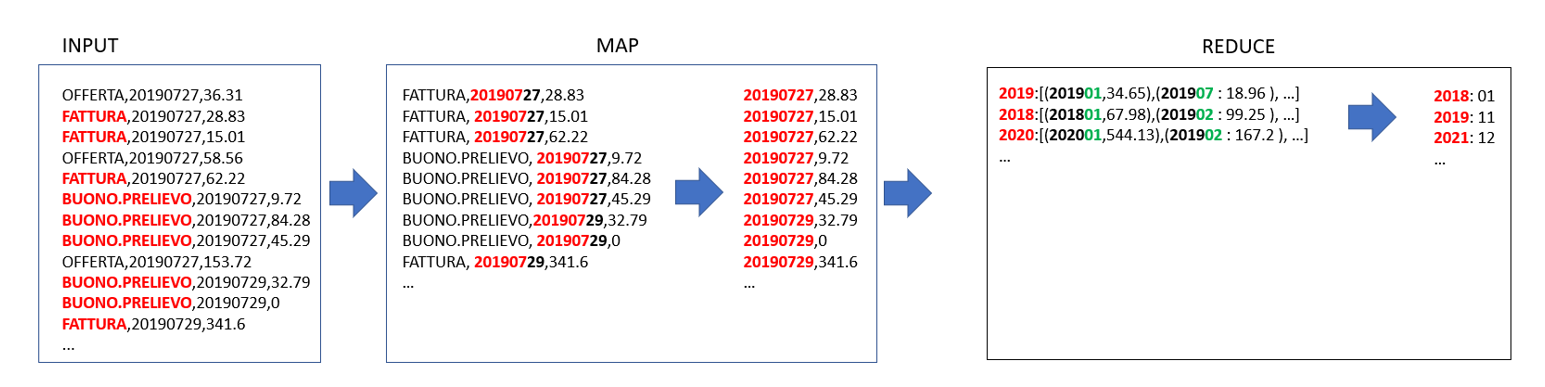 INPUT
OFFERTA,20190727,36.31
FATTURA,20190727,28.83
FATTURA,20190727,15.01
OFFERTA,20190727,58.56
FATTURA,20190727,62.22
BUONO.PRELIEVO,20190727,9.72
BUONO.PRELIEVO,20190727,84.28
BUONO.PRELIEVO,20190727,45.29
OFFERTA,20190727,153.72
BUONO.PRELIEVO,20190729,32.79
BUONO.PRELIEVO,20190729,0
FATTURA,20190729,341.6
...
MAP
FATTURA,20190727,28.83
FATTURA, 20190727,15.01
FATTURA, 20190727,62.22
BUONO.PRELIEVO, 20190727,9.72
BUONO.PRELIEVO, 20190727,84.28
BUONO.PRELIEVO, 20190727,45.29
BUONO.PRELIEVO,20190729,32.79
BUONO.PRELIEVO, 20190729,0
FATTURA, 20190729,341.6
...
20190727,28.83
20190727,15.01
20190727,62.22
20190727,9.72
20190727,84.28
20190727,45.29
20190729,32.79
20190729,0
20190729,341.6
...
REDUCE
2019:[(201901,34.65),(201907 : 18.96 ), ...]
2018:[(201801,67.98),(201902 : 99.25 ), ...]
2020:[(202001,544.13),(201902 : 167.2 ), ...]
...
2018: 01
2019: 11
2021: 12
...